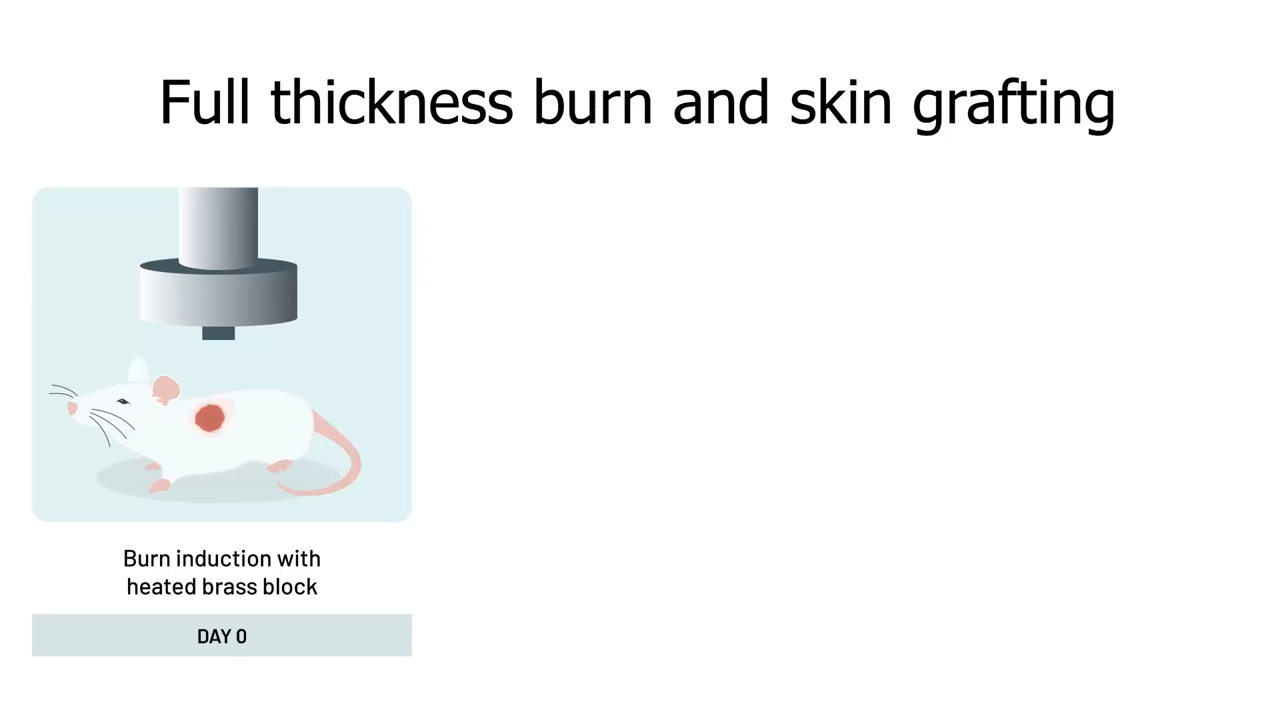 Full thickness burn and skin grafting
Burn induction with
heated brass block
DAY 0